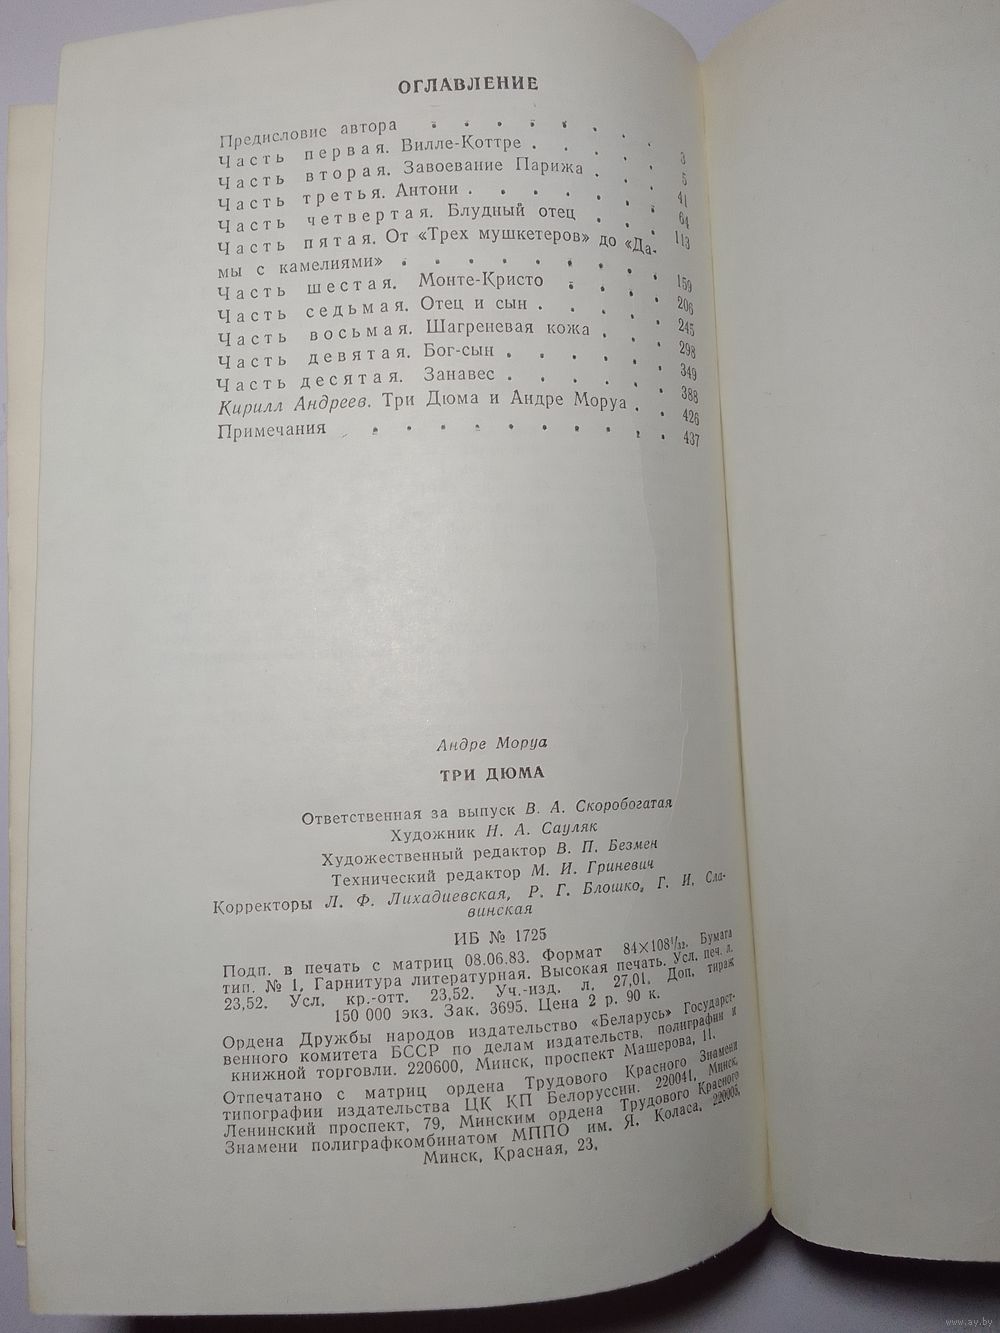 ОГЛАВЛЕНИЕ
Предисловие автора . . . . . . . 3
Часть первая. Вилле-Коттре . . . . . 5
Часть вторая. Завоевание Парижа . . . 41
Часть третья. Антони . . . . . . . 64
Часть четвертая. Блудный отец . . . 113
Часть пятая. От «Трех мушкетеров» до «Да-
мы с камелиями» . . . . . . . . . 159
Часть шестая. Монте-Кристо . . . . 206
Часть седьмая. Отец и сын . . . . . 245
Часть восьмая. Шагреневая кожа . . . 298
Часть девятая. Бог-сын . . . . . . 349
Часть десятая. Занавес . . . . . . 388
Кирилл Андреев. Три Дюма и Андре Моруа . . 426
Примечания . . . . . . . . . . 437
Андре Моруа
ТРИ ДЮМА
Ответственная за выпуск В. А. Скоробогатая
Художник Н. А. Сауляк
Художественный редактор В. П. Безмен
Технический редактор М. И. Гриневич
Корректоры Л. Ф. Лихадиевская, Р. Г. Блошко, Г. И. Сла-
винская
ИБ № 1725
Подп. в печать с матриц 08.06.83. Формат 84×108 1/32. Бумага
тип. № 1, Гарнитура литературная. Высокая печать. Усл. печ. л.
23,52. Усл. кр.-отт. 23,52. Уч.-изд. л. 27,01. Доп. тираж
150 000 экз. Зак. 3695. Цена 2 р. 90 к.
Ордена Дружбы народов издательство «Беларусь» Государст-
венного комитета БССР по делам издательств, полиграфии и
книжной торговли. 220600, Минск, проспект Машерова, 11.
Отпечатано с матриц ордена Трудового Красного Знамени
типографии издательства ЦК КП Белоруссии. 220041, Минск,
Ленинский проспект, 79, Минским ордена Трудового Красного
Знамени полиграфкомбинатом МППО им. Я. Коласа. 220005,
Минск, Красная, 23.
www.ay.by